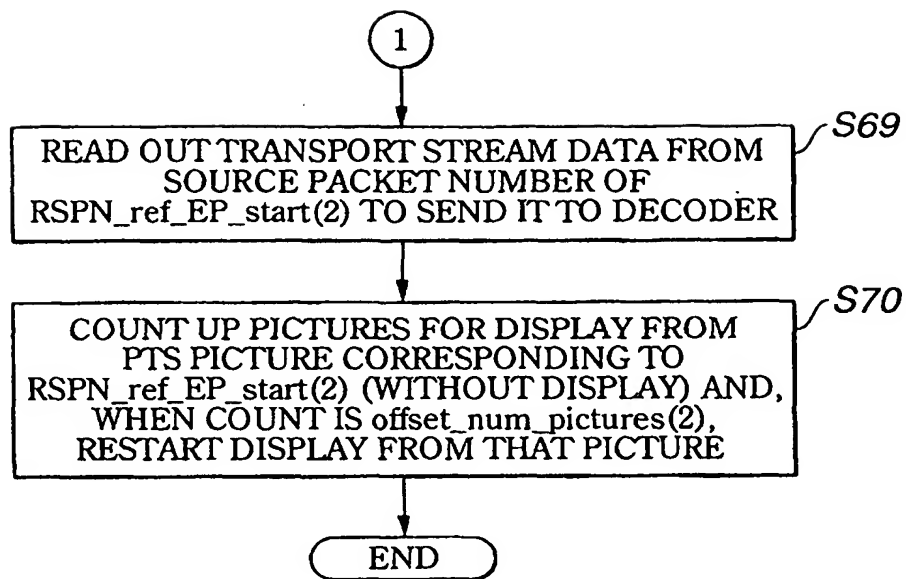 1
S69
READ OUT TRANSPORT STREAM DATA FROM
SOURCE PACKET NUMBER OF
RSPN_ref_EP_start(2) TO SEND IT TO DECODER
S70
COUNT UP PICTURES FOR DISPLAY FROM
PTS PICTURE CORRESPONDING TO
RSPN_ref_EP_start(2) (WITHOUT DISPLAY) AND,
WHEN COUNT IS offset_num_pictures(2),
RESTART DISPLAY FROM THAT PICTURE
END